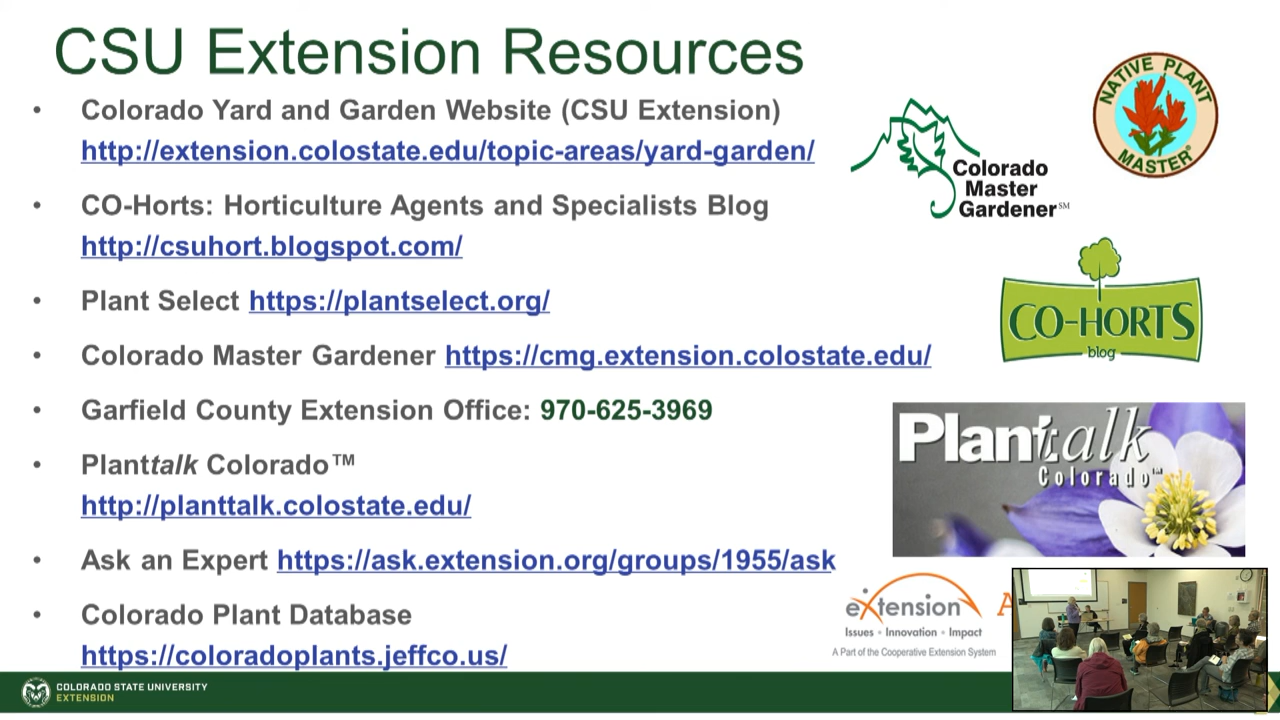 CSU Extension Resources
• Colorado Yard and Garden Website (CSU Extension)
http://extension.colostate.edu/topic-areas/yard-garden/
• CO-Horts: Horticulture Agents and Specialists Blog
http://csuhort.blogspot.com/
• Plant Select https://plantselect.org/
• Colorado Master Gardener https://cmg.extension.colostate.edu/
• Garfield County Extension Office: 970-625-3969
• Planttalk Colorado™
http://planttalk.colostate.edu/
• Ask an Expert https://ask.extension.org/groups/1955/ask
• Colorado Plant Database
https://coloradoplants.jeffco.us/
NATIVE PLANT
MASTER®
Colorado
Master
Gardener℠
CO-HORTS
blog
Planttalk
Colorado™
eXtension
Issues • Innovation • Impact
A Part of the Cooperative Extension System
A
COLORADO STATE UNIVERSITY
EXTENSION